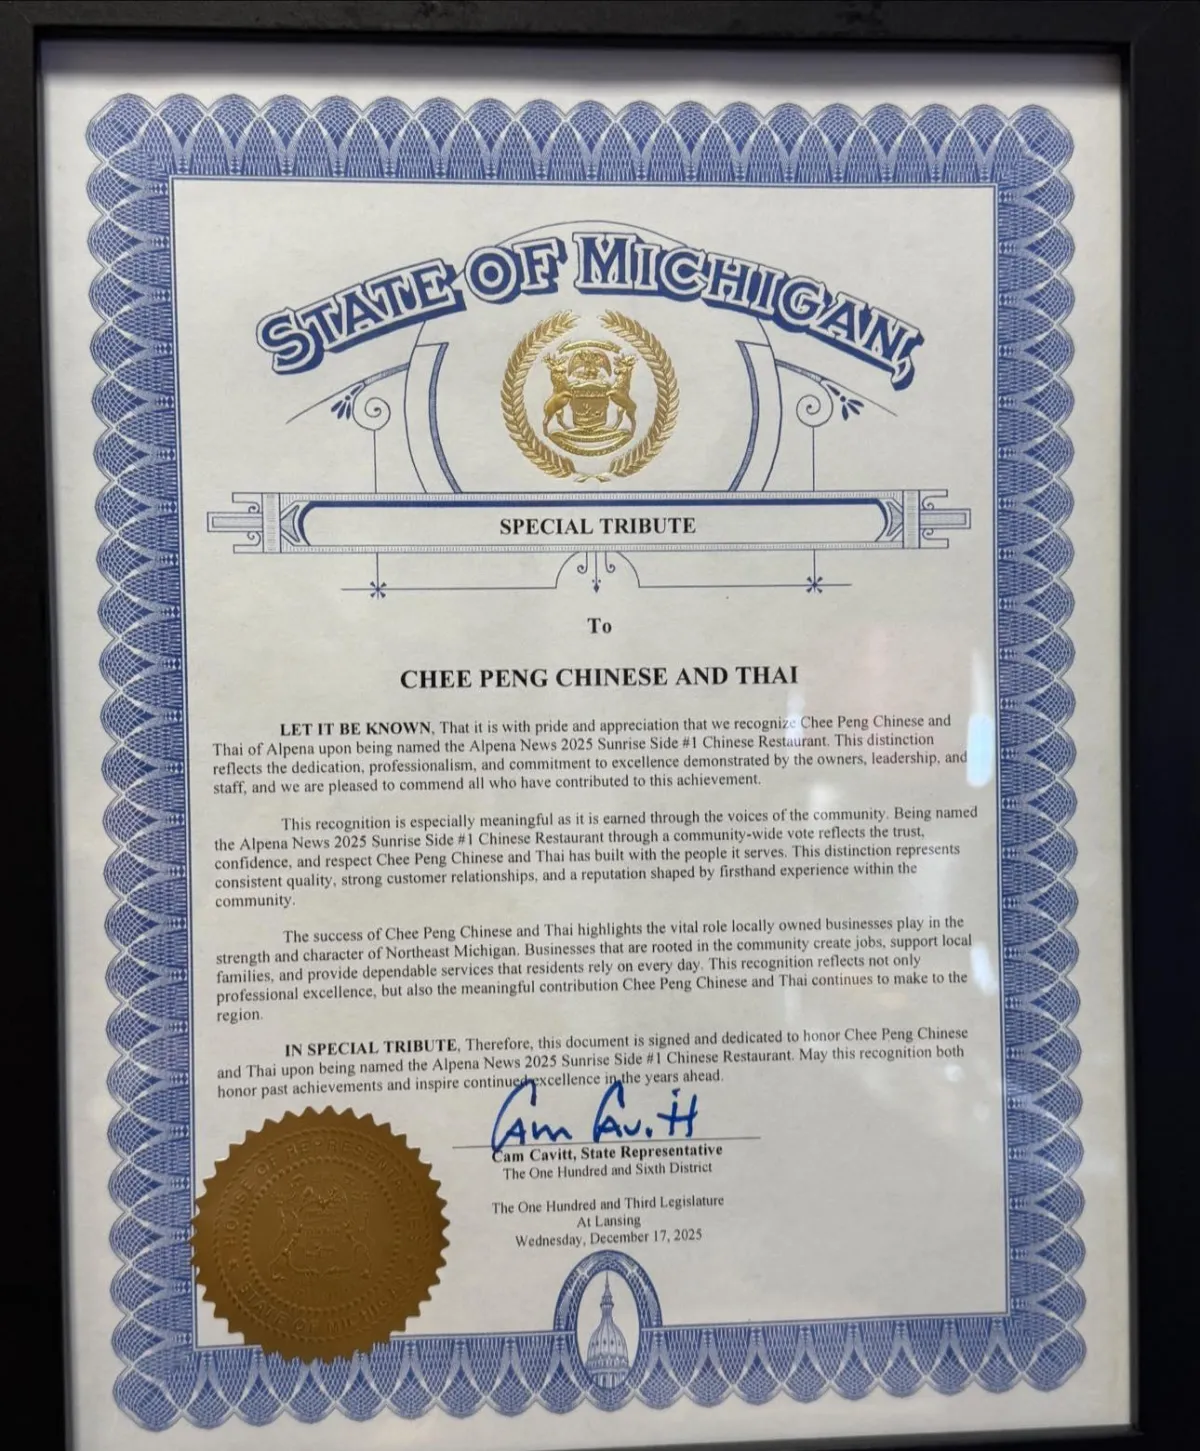 STATE OF MICHIGAN,
SPECIAL TRIBUTE
To
CHEE PENG CHINESE AND THAI
LET IT BE KNOWN, That it is with pride and appreciation that we recognize Chee Peng Chinese and
Thai of Alpena upon being named the Alpena News 2025 Sunrise Side #1 Chinese Restaurant. This distinction
reflects the dedication, professionalism, and commitment to excellence demonstrated by the owners, leadership, and
staff, and we are pleased to commend all who have contributed to this achievement.
This recognition is especially meaningful as it is earned through the voices of the community. Being named
the Alpena News 2025 Sunrise Side #1 Chinese Restaurant through a community-wide vote reflects the trust,
confidence, and respect Chee Peng Chinese and Thai has built with the people it serves. This distinction represents
consistent quality, strong customer relationships, and a reputation shaped by firsthand experience within the
community.
The success of Chee Peng Chinese and Thai highlights the vital role locally owned businesses play in the
strength and character of Northeast Michigan. Businesses that are rooted in the community create jobs, support local
families, and provide dependable services that residents rely on every day. This recognition reflects not only
professional excellence, but also the meaningful contribution Chee Peng Chinese and Thai continues to make to the
region.
IN SPECIAL TRIBUTE, Therefore, this document is signed and dedicated to honor Chee Peng Chinese
and Thai upon being named the Alpena News 2025 Sunrise Side #1 Chinese Restaurant. May this recognition both
honor past achievements and inspire continued excellence in the years ahead.
Cam Cavitt
Cam Cavitt, State Representative
The One Hundred and Sixth District
The One Hundred and Third Legislature
At Lansing
Wednesday, December 17, 2025
HOUSE OF REPRESENTATIVES
STATE OF MICHIGAN